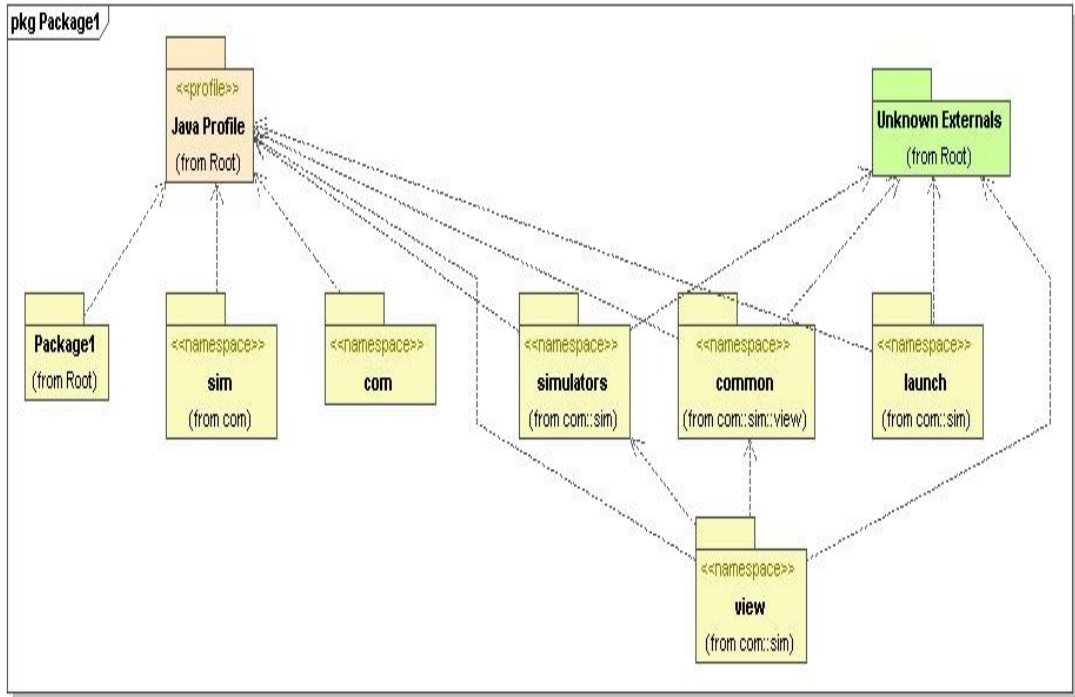 pkg Package1
<<profile>>
Java Profile
(from Root)
Unknown Externals
(from Root)
Package1
(from Root)
<<namespace>>
sim
(from com)
<<namespace>>
com
<<namespace>>
simulators
(from com::sim)
<<namespace>>
common
(from com::sim::view)
<<namespace>>
launch
(from com::sim)
<<namespace>>
view
(from com::sim)